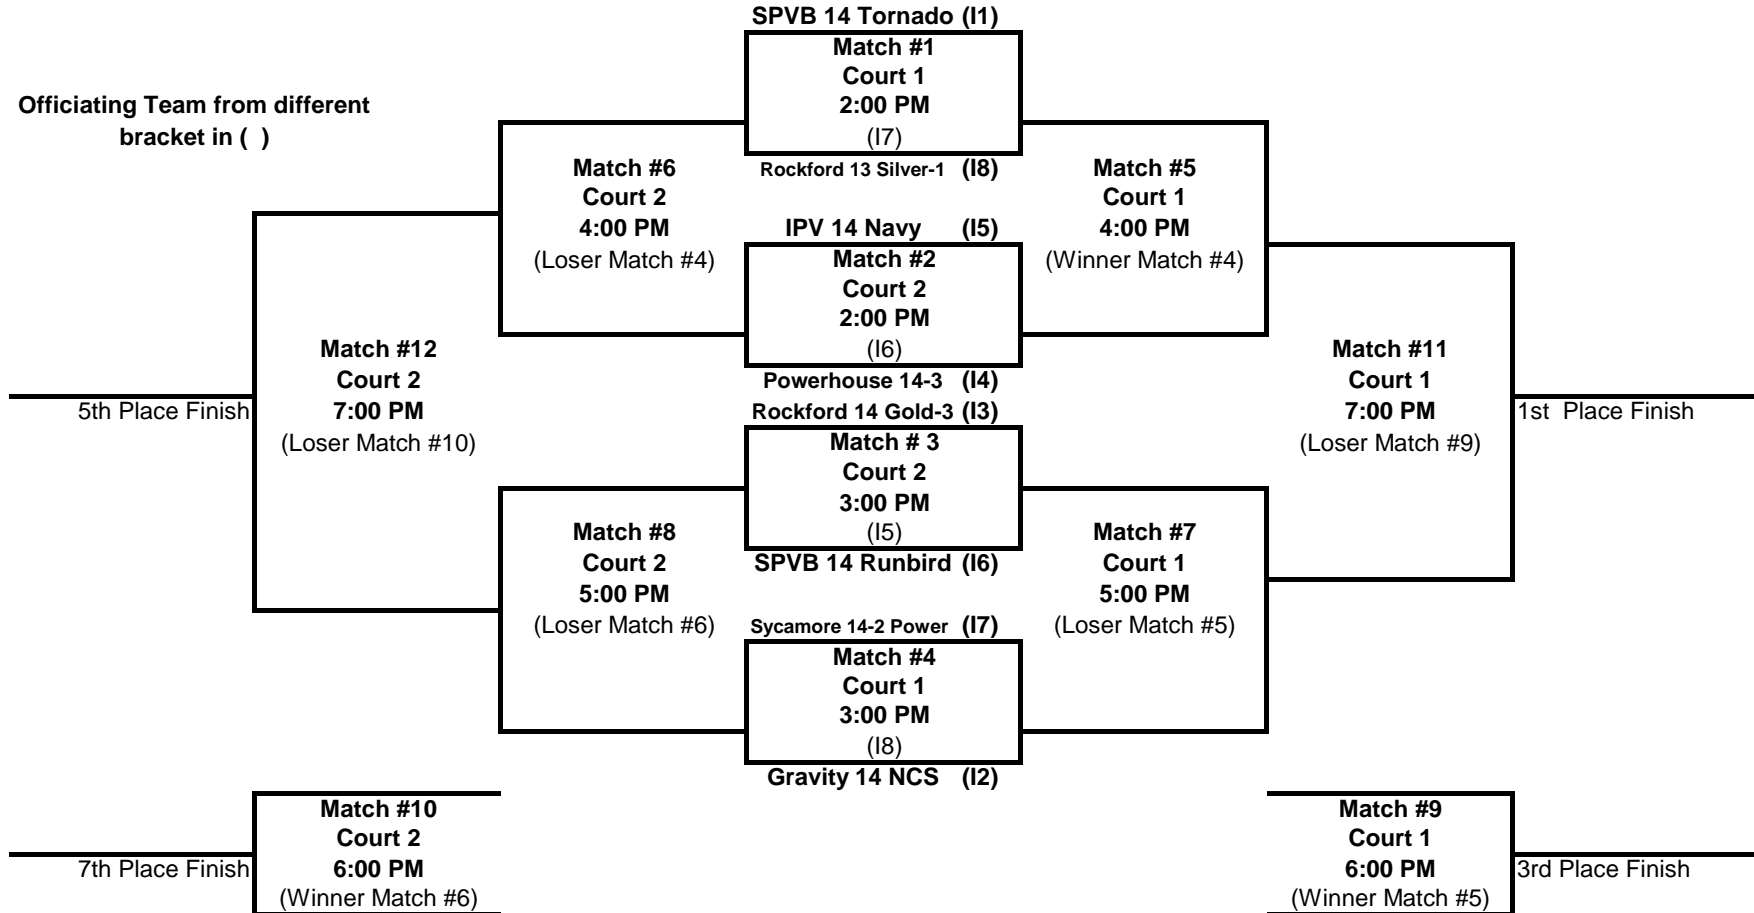 SPVB 14 Tornado (I1)
Match #1
Court 1
2:00 PM
(I7)
Rockford 13 Silver-1 (I8)
Officiating Team from different
bracket in ( )
Match #6
Court 2
4:00 PM
(Loser Match #4)
Match #5
Court 1
4:00 PM
(Winner Match #4)
IPV 14 Navy (I5)
Match #2
Court 2
2:00 PM
(I6)
Powerhouse 14-3 (I4)
Match #12
Court 2
7:00 PM
(Loser Match #10)
5th Place Finish
Match #11
Court 1
7:00 PM
(Loser Match #9)
1st  Place Finish
Rockford 14 Gold-3 (I3)
Match # 3
Court 2
3:00 PM
(I5)
SPVB 14 Runbird (I6)
Match #8
Court 2
5:00 PM
(Loser Match #6)
Match #7
Court 1
5:00 PM
(Loser Match #5)
Sycamore 14-2 Power (I7)
Match #4
Court 1
3:00 PM
(I8)
Gravity 14 NCS (I2)
Match #10
Court 2
6:00 PM
(Winner Match #6)
7th Place Finish
Match #9
Court 1
6:00 PM
(Winner Match #5)
3rd Place Finish